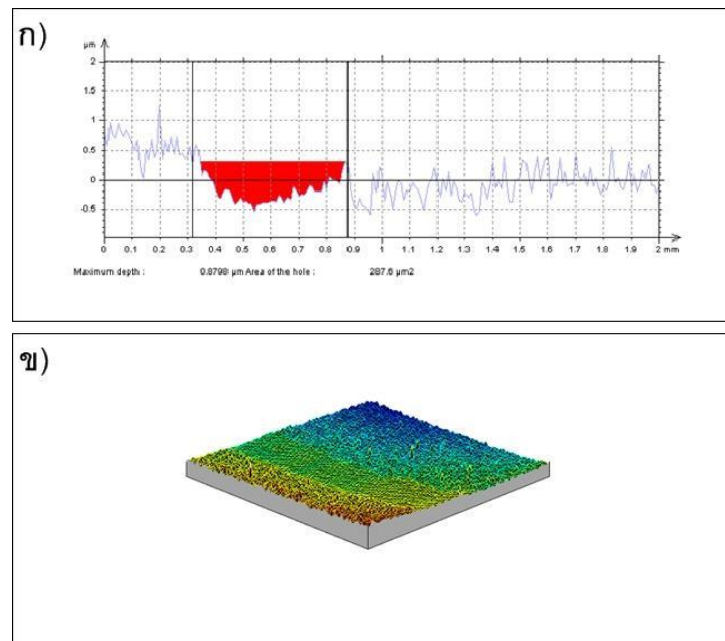 ก)
µm
2
1.5
1
0.5
0
-0.5
0 0.1 0.2 0.3 0.4 0.5 0.6 0.7 0.8 0.9 1 1.1 1.2 1.3 1.4 1.5 1.6 1.7 1.8 1.9 2 mm
Maximum depth : 0.8798 µm Area of the hole : 287.6 µm2
ข)